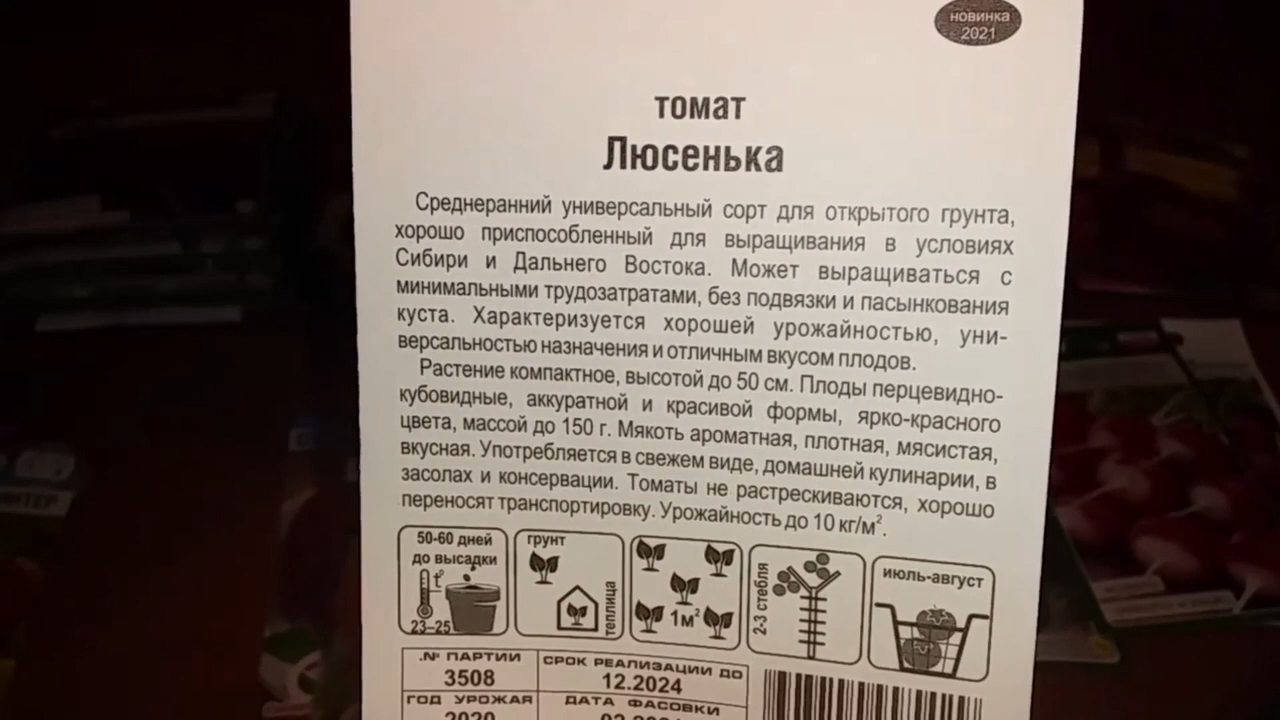 новинка
2021
томат
Люсенька
Среднеранний универсальный сорт для открытого грунта,
хорошо приспособленный для выращивания в условиях
Сибири и Дальнего Востока. Может выращиваться с
минимальными трудозатратами, без подвязки и пасынкования
куста. Характеризуется хорошей урожайностью, уни-
версальностью назначения и отличным вкусом плодов.
Растение компактное, высотой до 50 см. Плоды перцевидно-
кубовидные, аккуратной и красивой формы, ярко-красного
цвета, массой до 150 г. Мякоть ароматная, плотная, мясистая,
вкусная. Употребляется в свежем виде, домашней кулинарии, в
засолах и консервации. Томаты не растрескиваются, хорошо
переносят транспортировку. Урожайность до 10 кг/м².
50-60 дней
до высадки
t°
23–25
грунт
теплица
1м²
2-3 стебля
июль-август
№ ПАРТИИ
3508
СРОК РЕАЛИЗАЦИИ ДО
12.2024
ГОД УРОЖАЯ
2020
ДАТА ФАСОВКИ